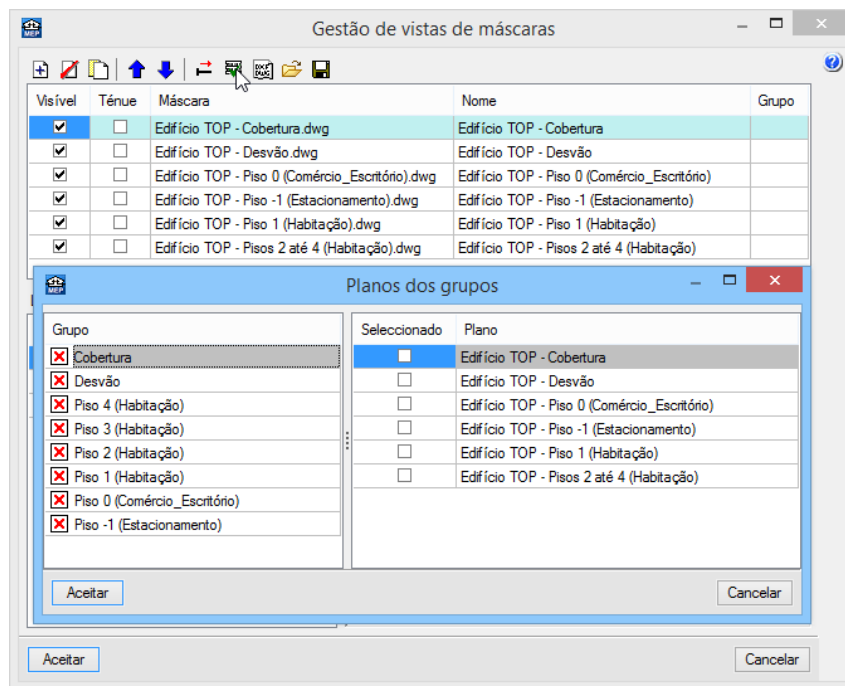 Gestão de vistas de máscaras
MEP
DXF DWG
Visível Ténue Máscara Nome Grupo
Edifício TOP - Cobertura.dwg Edifício TOP - Cobertura
Edifício TOP - Desvão.dwg Edifício TOP - Desvão
Edifício TOP - Piso 0 (Comércio_Escritório).dwg Edifício TOP - Piso 0 (Comércio_Escritório)
Edifício TOP - Piso -1 (Estacionamento).dwg Edifício TOP - Piso -1 (Estacionamento)
Edifício TOP - Piso 1 (Habitação).dwg Edifício TOP - Piso 1 (Habitação)
Edifício TOP - Pisos 2 até 4 (Habitação).dwg Edifício TOP - Pisos 2 até 4 (Habitação)
MEP
Planos dos grupos
Grupo Seleccionado Plano
Cobertura Edifício TOP - Cobertura
Desvão Edifício TOP - Desvão
Piso 4 (Habitação) Edifício TOP - Piso 0 (Comércio_Escritório)
Piso 3 (Habitação) Edifício TOP - Piso -1 (Estacionamento)
Piso 2 (Habitação) Edifício TOP - Piso 1 (Habitação)
Piso 1 (Habitação) Edifício TOP - Pisos 2 até 4 (Habitação)
Piso 0 (Comércio_Escritório)
Piso -1 (Estacionamento)
Aceitar Cancelar
Aceitar Cancelar